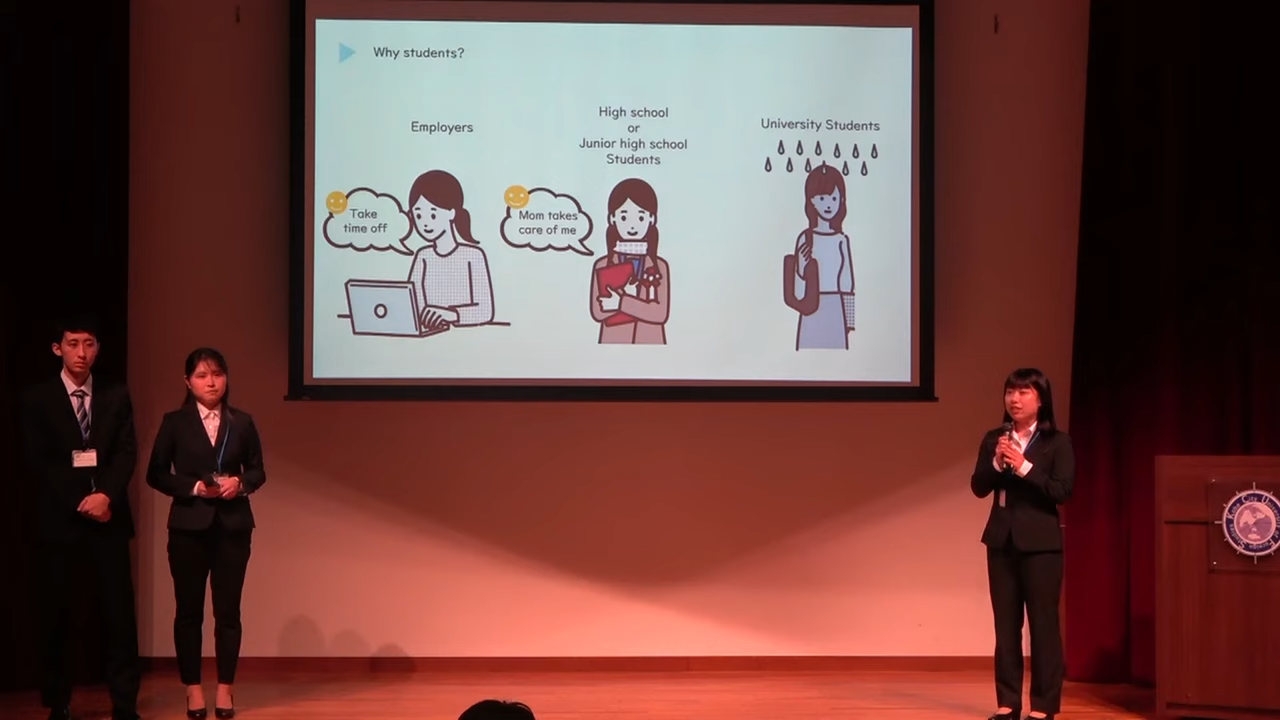 Why students?
Employers
High school
or
Junior high school
Students
University Students
Take
time off
Mom takes
care of me